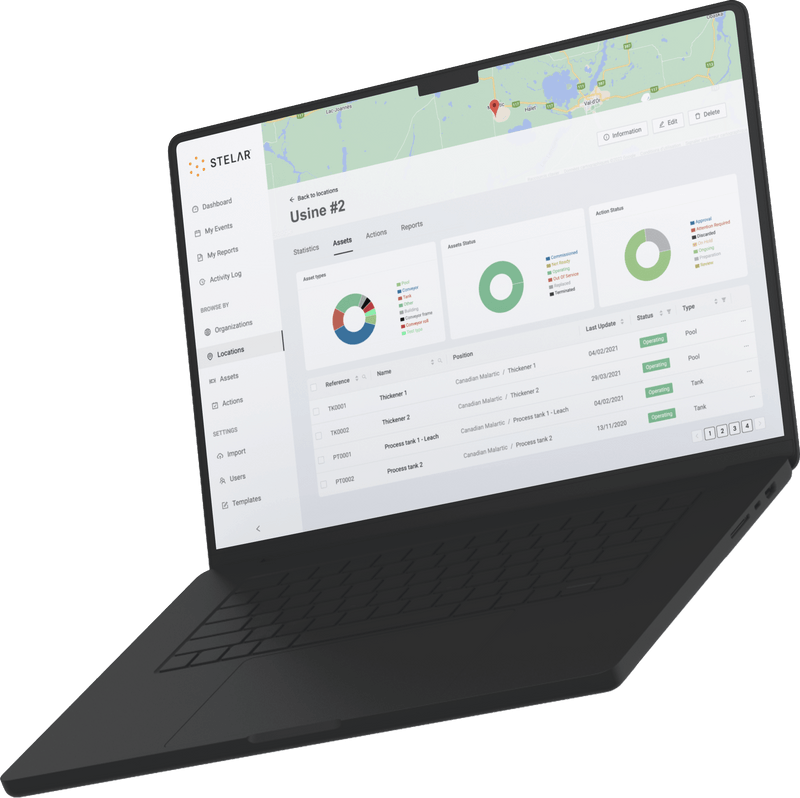 Lac Joannes
Malet
Val-d'Or
STELAR
Information
Edit
Delete
Back to locations
Usine #2
Dashboard
My Events
My Reports
Activity Log
BROWSE BY
Organizations
Locations
Assets
Actions
SETTINGS
Import
Users
Templates
Statistics
Assets
Actions
Reports
Asset types
Pool
Conveyor
Tank
Other
Building
Conveyor frame
Conveyor roll
Assets Status
Commissioned
Non Ready
Operating
Out Of Service
Replaced
Terminated
Action Status
Approval
Attention Required
Discarded
On-Hold
Ongoing
Preparation
Review
Reference Name Position Last Update Status Type
TK0001 Thickener 1 Canadian Malartic / Thickener 1 04/02/2021 Operating Pool
TK0002 Thickener 2 Canadian Malartic / Thickener 2 29/03/2021 Operating Pool
PT0001 Process tank 1 - Leach Canadian Malartic / Process tank 1 - Leach 04/02/2021 Operating Tank
PT0002 Process tank 2 Canadian Malartic / Process tank 2 13/11/2020 Operating Tank
1 2 3 4